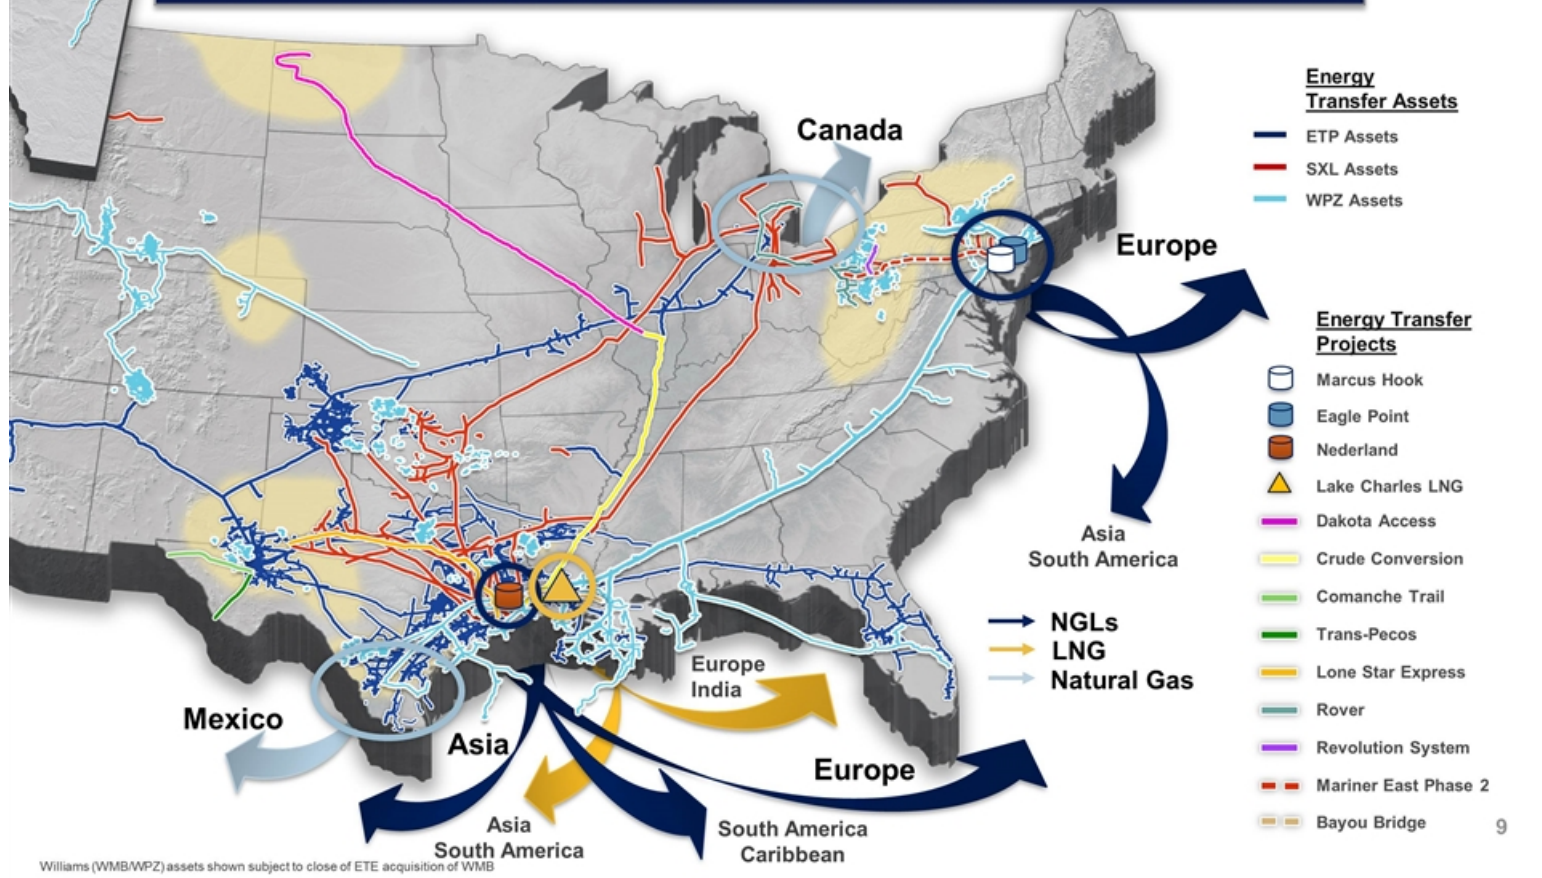 Energy
Transfer Assets
ETP Assets
SXL Assets
WPZ Assets
Canada
Europe
Energy Transfer
Projects
Marcus Hook
Eagle Point
Nederland
Lake Charles LNG
Dakota Access
Crude Conversion
Comanche Trail
Trans-Pecos
Lone Star Express
Rover
Revolution System
Mariner East Phase 2
Bayou Bridge
Asia
South America
NGLs
LNG
Natural Gas
Europe
India
Mexico
Asia
Europe
Asia
South America
South America
Caribbean
9
Williams (WMB/WPZ) assets shown subject to close of ETE acquisition of WMB